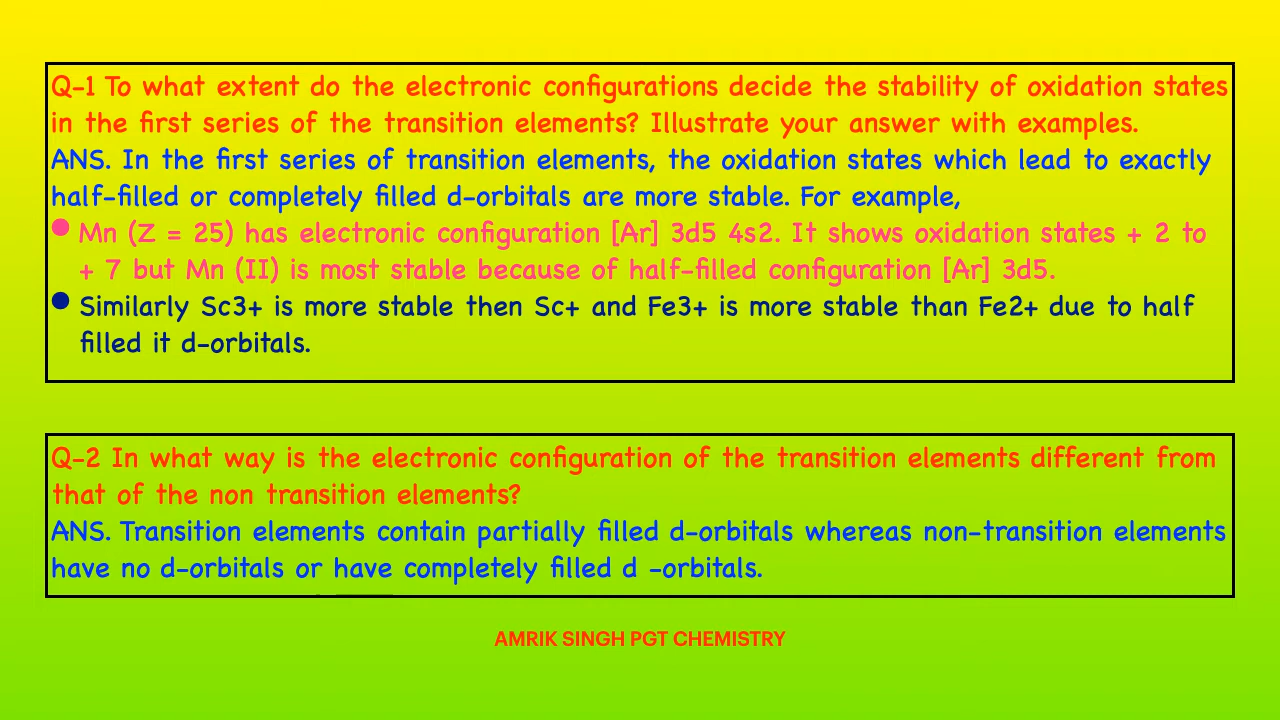 Q-1 To what extent do the electronic configurations decide the stability of oxidation states
in the first series of the transition elements? Illustrate your answer with examples.
ANS. In the first series of transition elements, the oxidation states which lead to exactly
half-filled or completely filled d-orbitals are more stable. For example,
Mn (Z = 25) has electronic configuration [Ar] 3d5 4s2. It shows oxidation states + 2 to
+ 7 but Mn (II) is most stable because of half-filled configuration [Ar] 3d5.
Similarly Sc3+ is more stable then Sc+ and Fe3+ is more stable than Fe2+ due to half
filled it d-orbitals.
Q-2 In what way is the electronic configuration of the transition elements different from
that of the non transition elements?
ANS. Transition elements contain partially filled d-orbitals whereas non-transition elements
have no d-orbitals or have completely filled d -orbitals.
AMRIK SINGH PGT CHEMISTRY